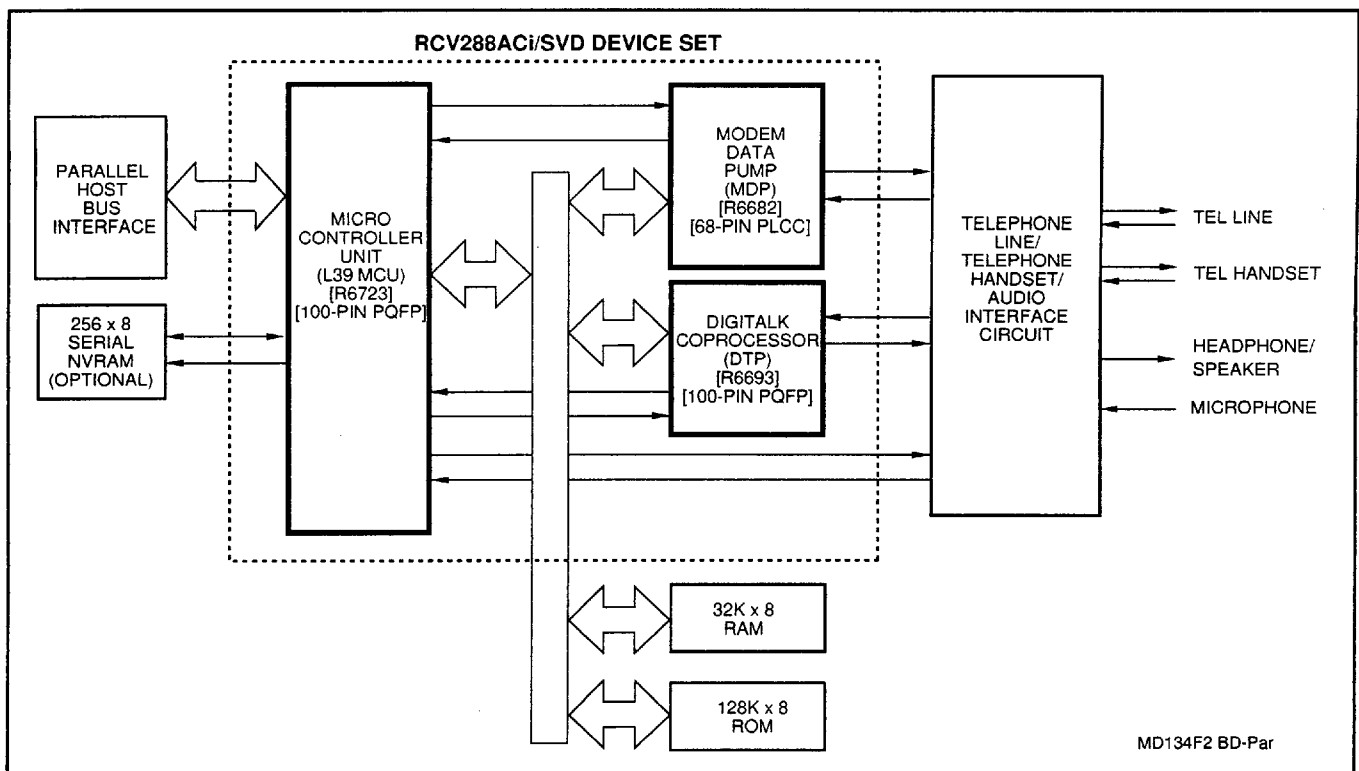 RCV288ACi/SVD DEVICE SET
PARALLEL
HOST
BUS
INTERFACE
256 x 8
SERIAL
NVRAM
(OPTIONAL)
MICRO
CONTROLLER
UNIT
(L39 MCU)
[R6723]
[100-PIN PQFP]
MODEM
DATA
PUMP
(MDP)
[R6682]
[68-PIN PLCC]
DIGITALK
COPROCESSOR
(DTP)
[R6693]
[100-PIN PQFP]
TELEPHONE
LINE/
TELEPHONE
HANDSET/
AUDIO
INTERFACE
CIRCUIT
TEL LINE
TEL HANDSET
HEADPHONE/
SPEAKER
MICROPHONE
32K x 8
RAM
128K x 8
ROM
MD134F2 BD-Par